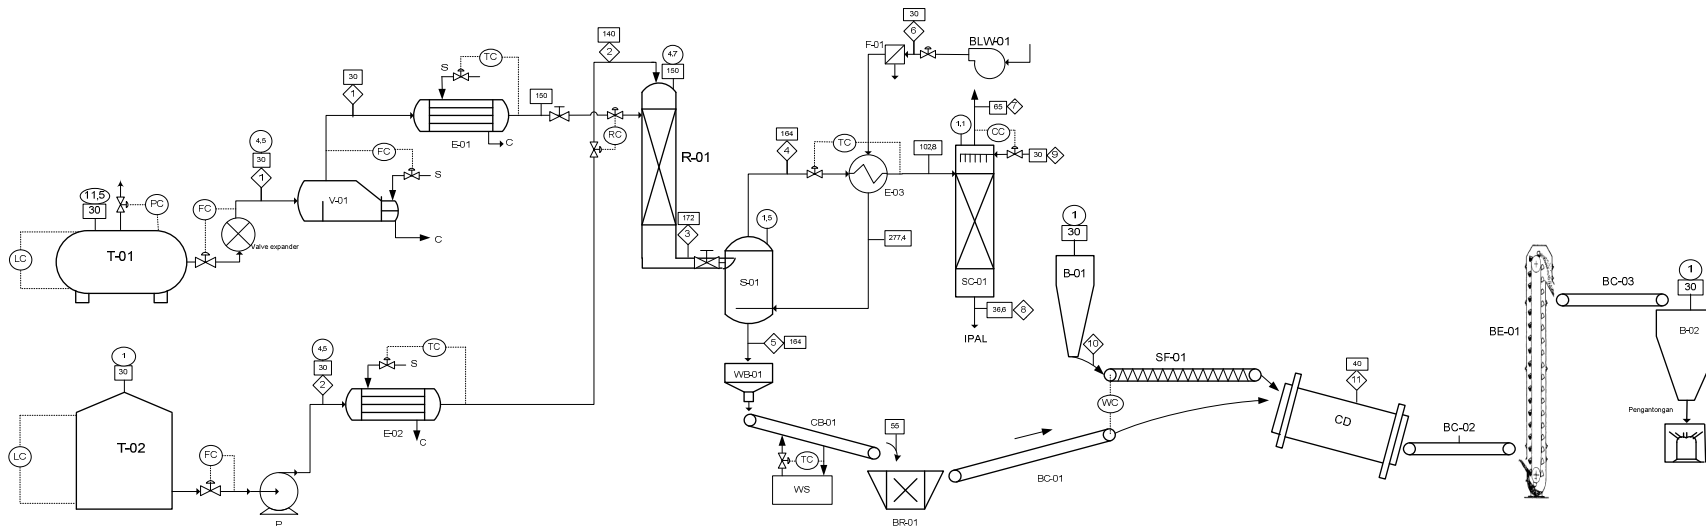 140
2
30
6
BLW-01
F-01
4,7
150
TC
S
30
1
150
E-01
C
RC
R-01
65
7
1,1
CC
30
9
164
4
TC
102,8
E-03
4,5
30
1
FC
S
V-01
C
11,5
30
PC
FC
Valve expander
LC
T-01
172
3
1,5
S-01
277,4
SC-01
36,6
8
IPAL
1
30
B-01
10
SF-01
WC
1
30
BC-03
B-02
BE-01
Pengantongan
1
30
4,5
30
2
TC
S
E-02
C
5
164
WB-01
40
11
CD
BC-02
LC
T-02
FC
P
CB-01
TC
WS
55
BR-01
BC-01